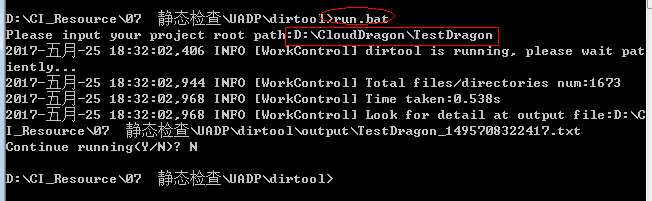 D:\CI_Resource\07  静态检查\UADP\dirtool>run.bat
Please input your project root path:D:\CloudDragon\TestDragon
2017-五月-25 18:32:02,406 INFO [WorkControl] dirtool is running, please wait pat
iently...
2017-五月-25 18:32:02,944 INFO [WorkControl] Total files/directories num:1673
2017-五月-25 18:32:02,968 INFO [WorkControl] Time taken:0.538s
2017-五月-25 18:32:02,968 INFO [WorkControl] Look for detail at output file:D:\C
I_Resource\07  静态检查\UADP\dirtool\output\TestDragon_1495708322417.txt
Continue running(Y/N)? N
D:\CI_Resource\07  静态检查\UADP\dirtool>